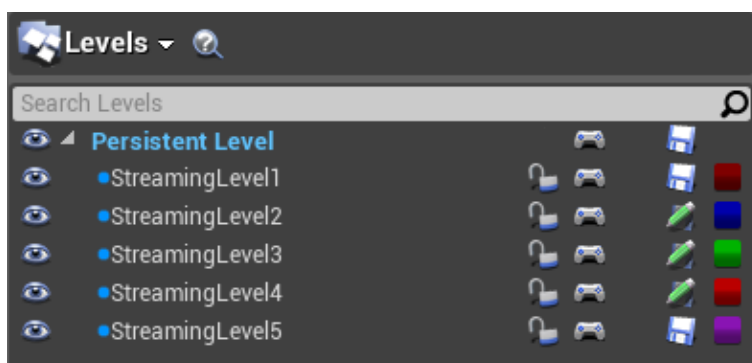 Levels
Search Levels
Persistent Level
StreamingLevel1
StreamingLevel2
StreamingLevel3
StreamingLevel4
StreamingLevel5